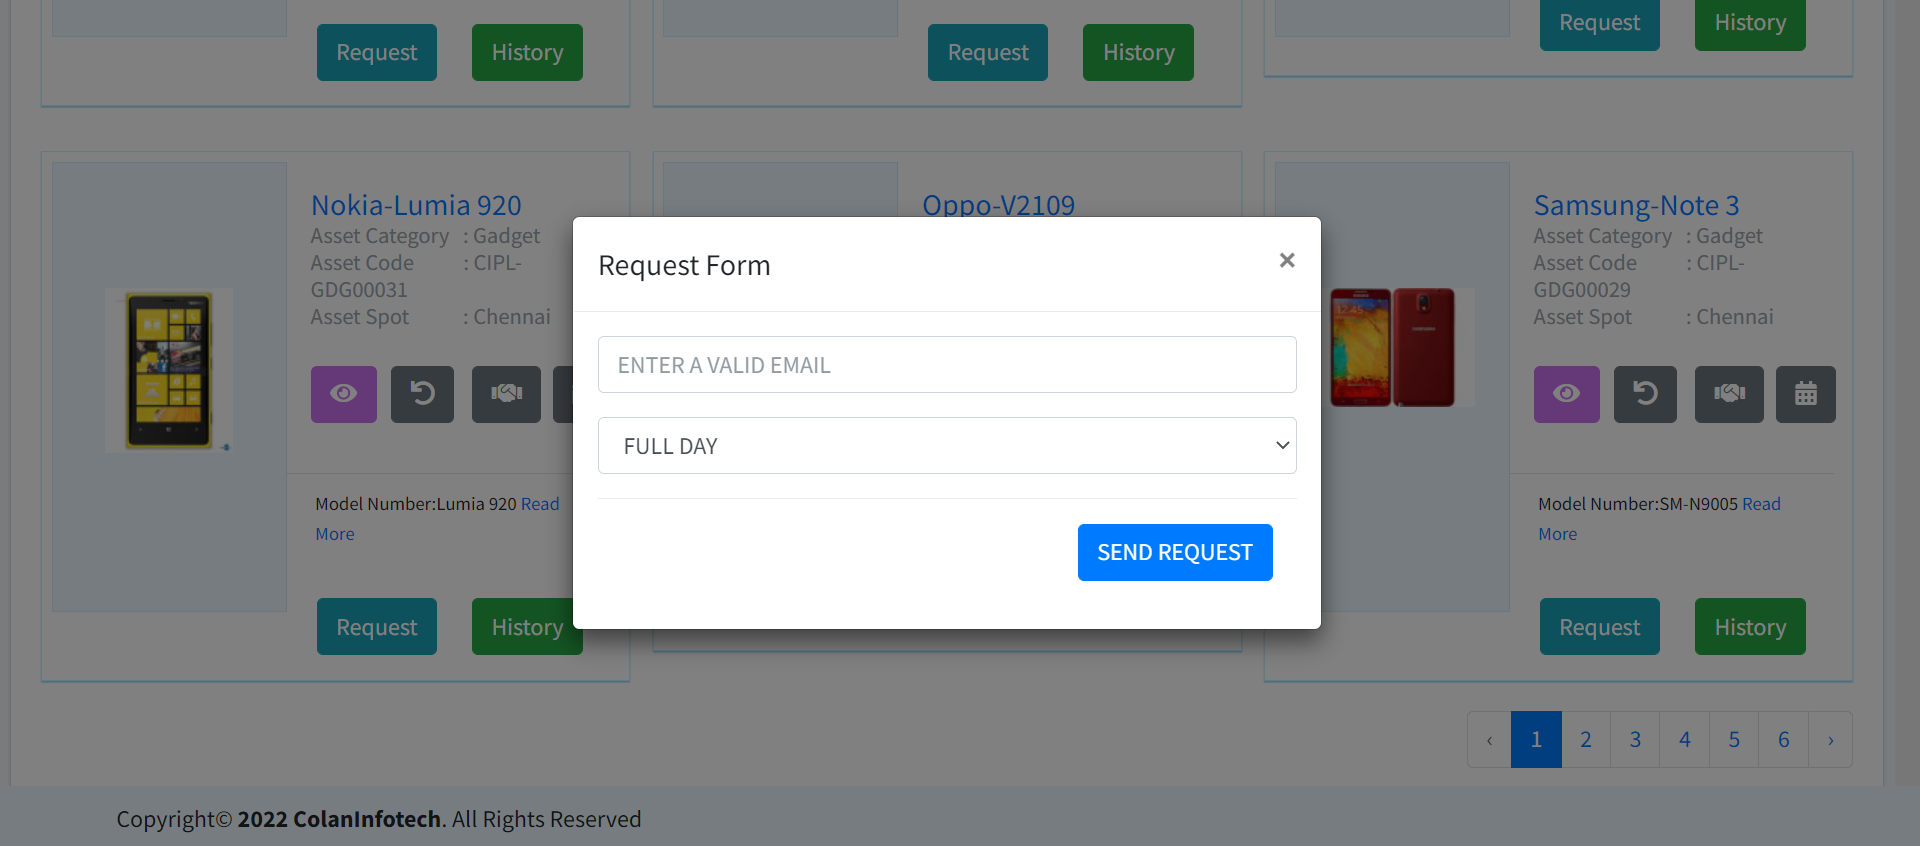 Request History
Request History
Request History
Nokia-Lumia 920
Asset Category : Gadget
Asset Code : CIPL-
GDG00031
Asset Spot : Chennai
Model Number:Lumia 920 Read
More
Request History
Oppo-V2109
Request Form ×
ENTER A VALID EMAIL
FULL DAY
SEND REQUEST
Samsung-Note 3
Asset Category : Gadget
Asset Code : CIPL-
GDG00029
Asset Spot : Chennai
Model Number:SM-N9005 Read
More
Request History
‹ 1 2 3 4 5 6 ›
Copyright© 2022 ColanInfotech. All Rights Reserved